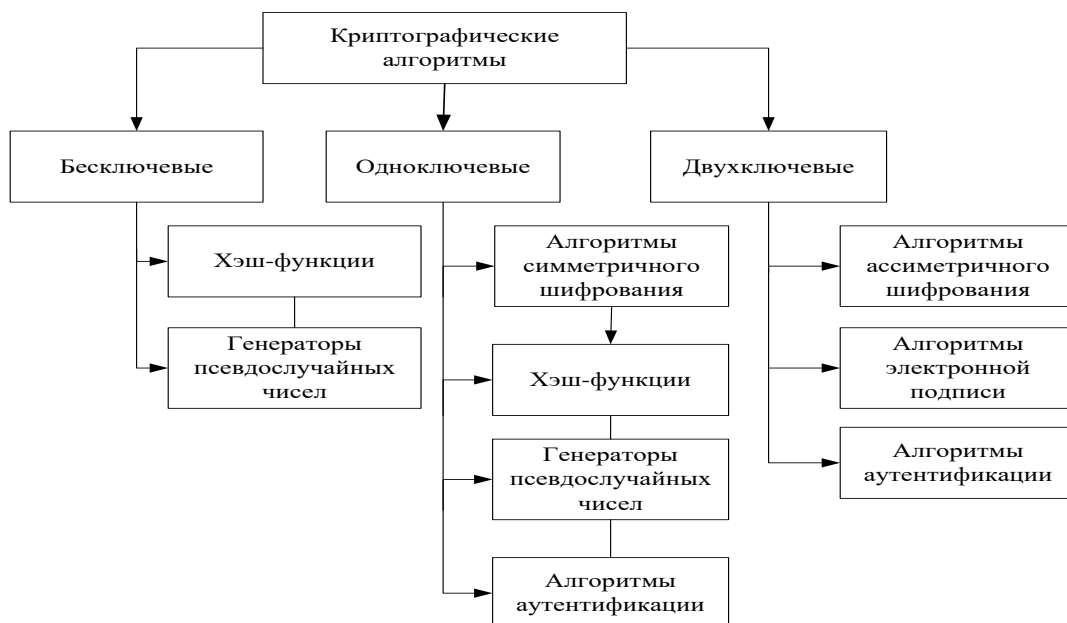 Криптографические
алгоритмы
Бесключевые
Одноключевые
Двухключевые
Хэш-функции
Генераторы
псевдослучайных
чисел
Алгоритмы
симметричного
шифрования
Хэш-функции
Генераторы
псевдослучайных
чисел
Алгоритмы
аутентификации
Алгоритмы
ассиметричного
шифрования
Алгоритмы
электронной
подписи
Алгоритмы
аутентификации